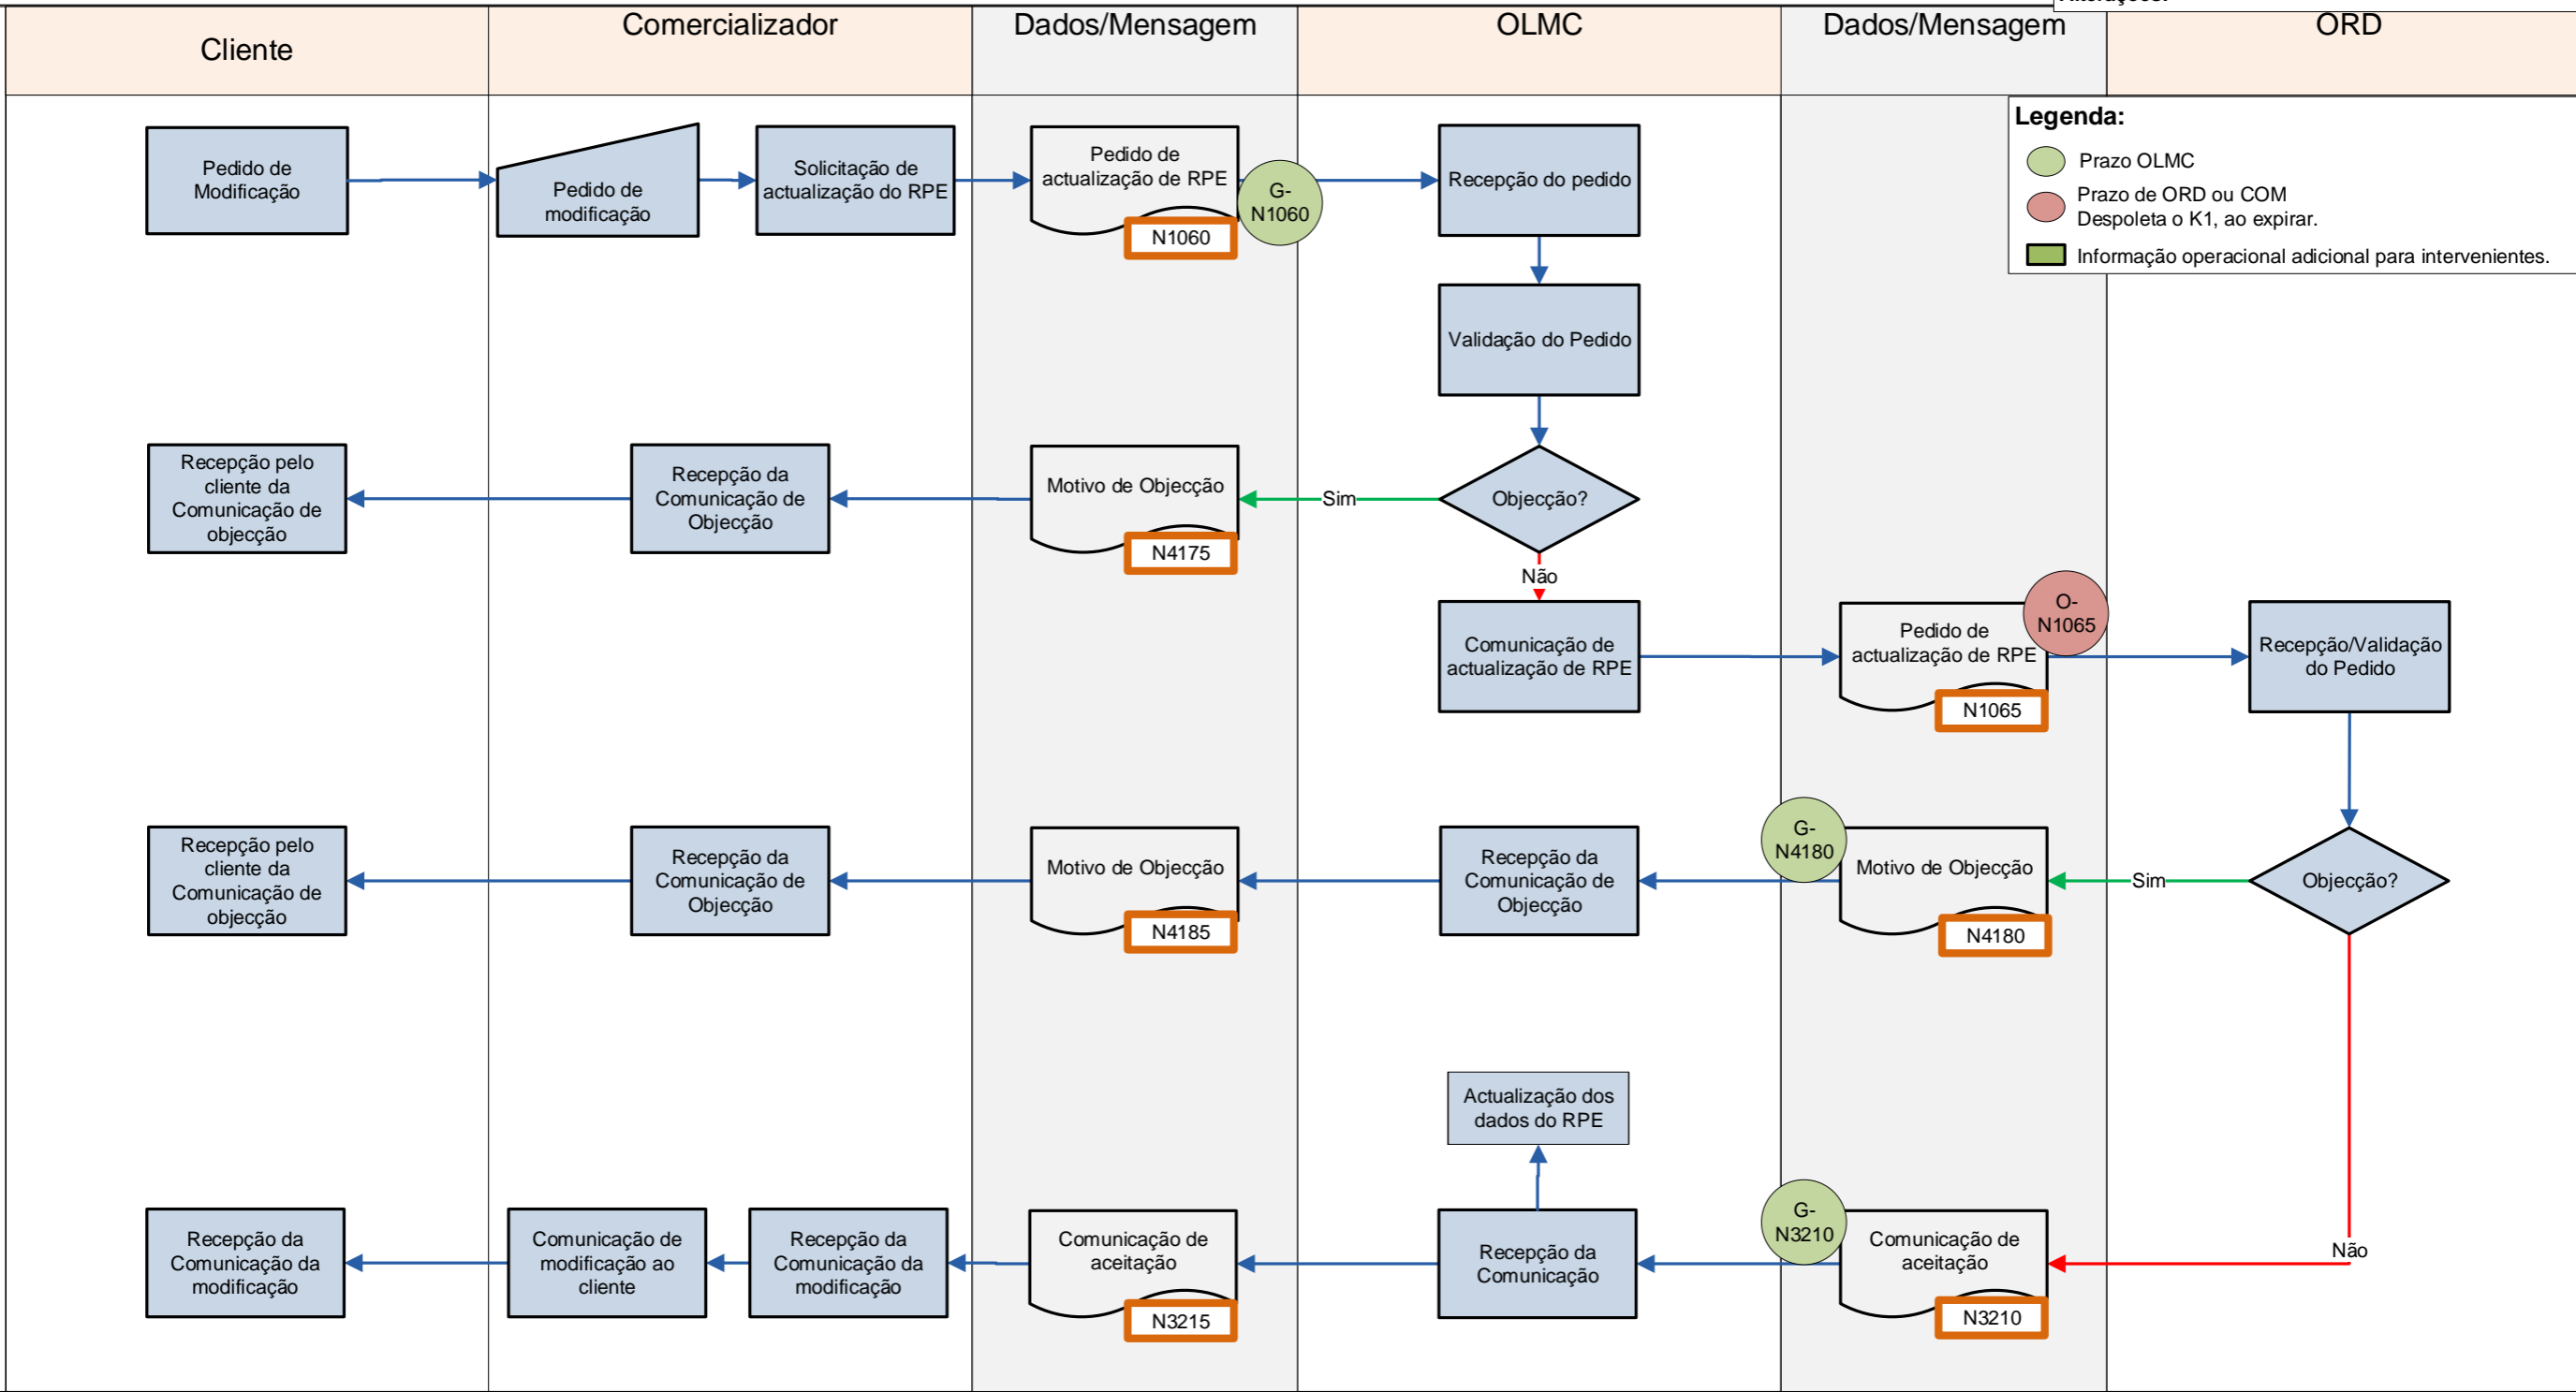 Alterações:
Cliente
Comercializador
Dados/Mensagem
OLMC
Dados/Mensagem
ORD
Legenda:
Prazo OLMC
Prazo de ORD ou COM
Despoleta o K1, ao expirar.
Informação operacional adicional para intervenientes.
Pedido de
Modificação
Pedido de
modificação
Solicitação de
actualização do RPE
Pedido de
actualização de RPE
N1060
G-
N1060
Recepção do pedido
Validação do Pedido
Objecção?
Sim
Motivo de Objecção
N4175
Recepção da
Comunicação de
Objecção
Recepção pelo
cliente da
Comunicação de
objecção
Não
Comunicação de
actualização de RPE
Pedido de
actualização de RPE
N1065
O-
N1065
Recepção/Validação
do Pedido
Objecção?
Sim
Motivo de Objecção
N4180
G-
N4180
Recepção da
Comunicação de
Objecção
Motivo de Objecção
N4185
Recepção da
Comunicação de
Objecção
Recepção pelo
cliente da
Comunicação de
objecção
Não
Comunicação de
aceitação
N3210
G-
N3210
Recepção da
Comunicação
Actualização dos
dados do RPE
Comunicação de
aceitação
N3215
Recepção da
Comunicação da
modificação
Comunicação de
modificação ao
cliente
Recepção da
Comunicação da
modificação